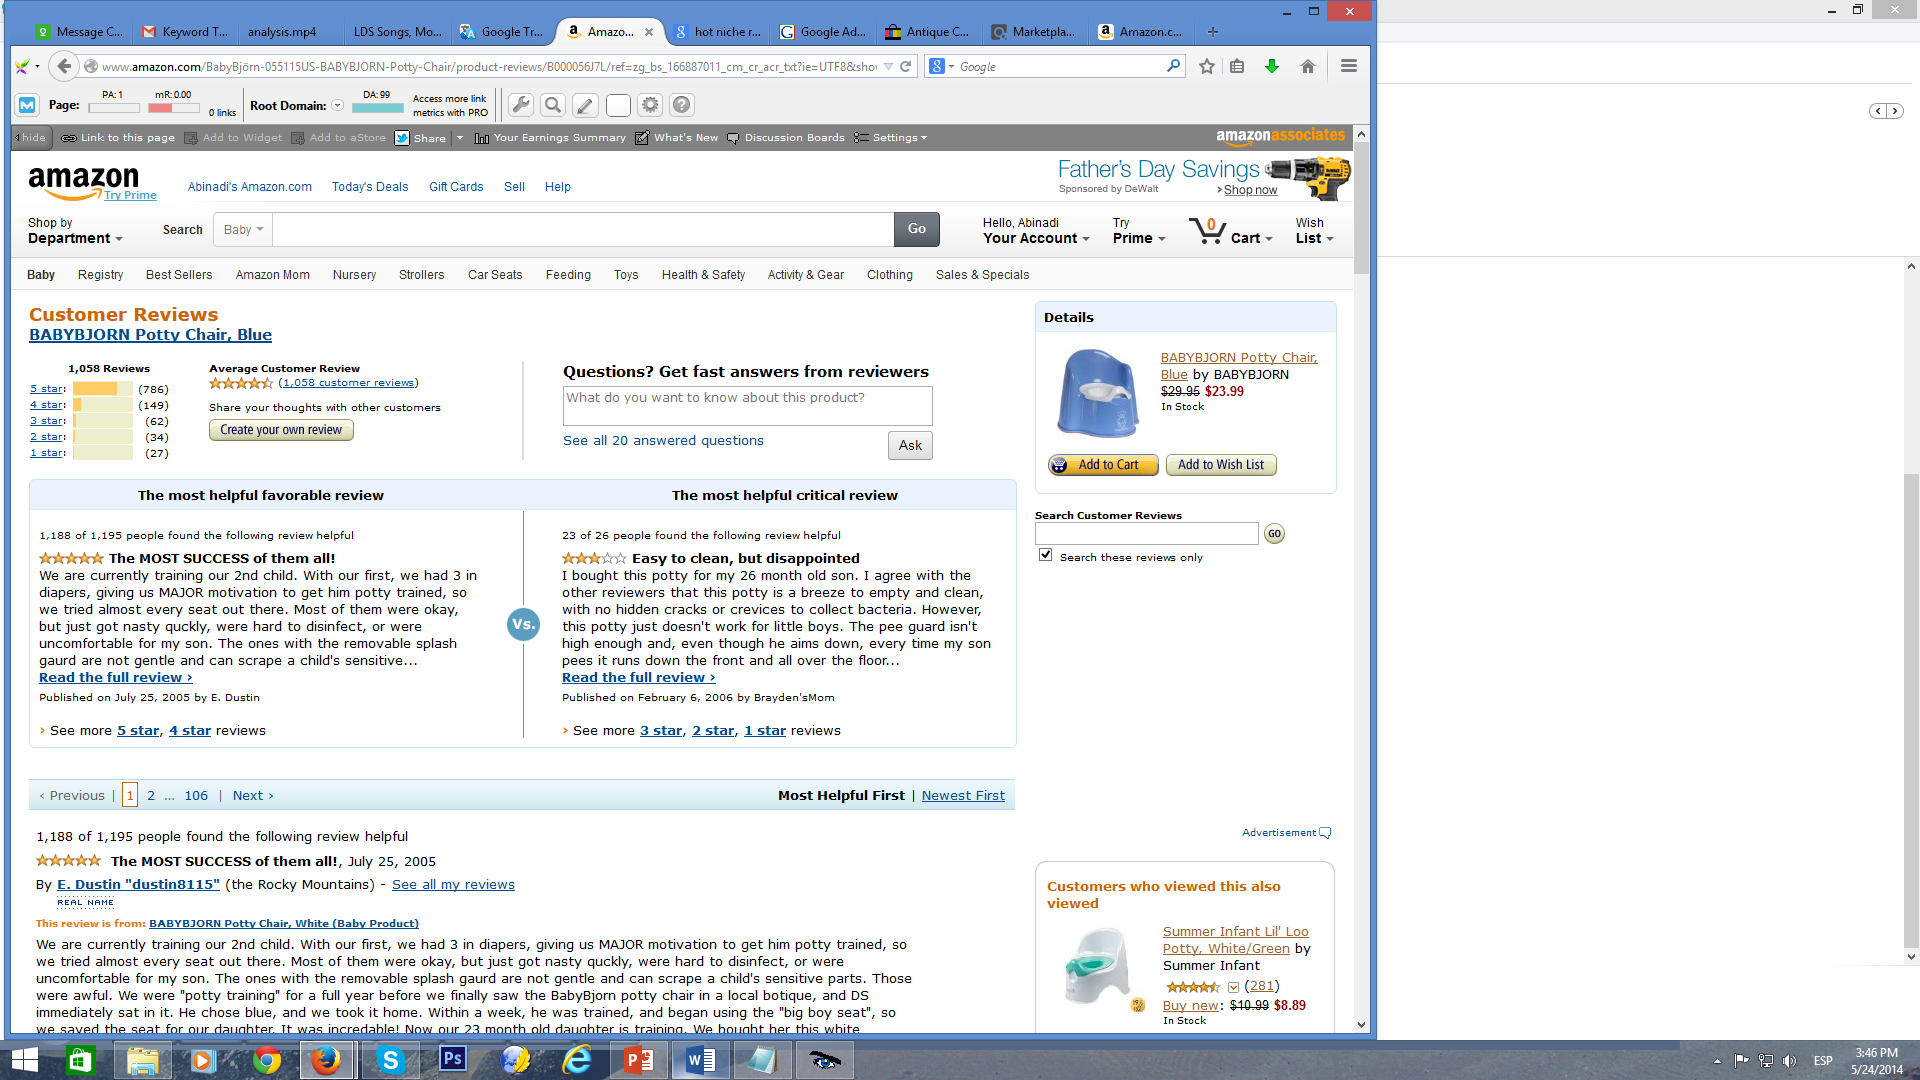 Message C...
Keyword T...
analysis.mp4
LDS Songs, Mo...
Google Tr...
Amazo...
hot niche r...
Google Ad...
Antique C...
Marketpla...
Amazon.c...
www.amazon.com/BabyBjörn-055115US-BABYBJORN-Potty-Chair/product-reviews/B000056J7L/ref=zg_bs_166887011_cm_cr_acr_txt?ie=UTF8&shov
Google
Page:
PA: 1
mR: 0.00
0 links
Root Domain:
DA: 99
Access more link
metrics with PRO
hide
Link to this page
Add to Widget
Add to aStore
Share
Your Earnings Summary
What's New
Discussion Boards
Settings
amazonassociates
amazon
Try Prime
Abinadi's Amazon.com
Today's Deals
Gift Cards
Sell
Help
Father's Day Savings
Sponsored by DeWalt
Shop now
Shop by
Department
Search
Baby
Go
Hello, Abinadi
Your Account
Try
Prime
0
Cart
Wish
List
Baby
Registry
Best Sellers
Amazon Mom
Nursery
Strollers
Car Seats
Feeding
Toys
Health & Safety
Activity & Gear
Clothing
Sales & Specials
Customer Reviews
BABYBJORN Potty Chair, Blue
1,058 Reviews
5 star: (786)
4 star: (149)
3 star: (62)
2 star: (34)
1 star: (27)
Average Customer Review
(1,058 customer reviews)
Share your thoughts with other customers
Create your own review
Questions? Get fast answers from reviewers
What do you want to know about this product?
See all 20 answered questions
Ask
Details
BABYBJORN Potty Chair,
Blue by BABYBJORN
$29.95 $23.99
In Stock
Add to Cart
Add to Wish List
Search Customer Reviews
GO
Search these reviews only
The most helpful favorable review
1,188 of 1,195 people found the following review helpful
The MOST SUCCESS of them all!
We are currently training our 2nd child. With our first, we had 3 in
diapers, giving us MAJOR motivation to get him potty trained, so
we tried almost every seat out there. Most of them were okay,
but just got nasty quckly, were hard to disinfect, or were
uncomfortable for my son. The ones with the removable splash
gaurd are not gentle and can scrape a child's sensitive...
Read the full review ›
Published on July 25, 2005 by E. Dustin
› See more 5 star, 4 star reviews
Vs.
The most helpful critical review
23 of 26 people found the following review helpful
Easy to clean, but disappointed
I bought this potty for my 26 month old son. I agree with the
other reviewers that this potty is a breeze to empty and clean,
with no hidden cracks or crevices to collect bacteria. However,
this potty just doesn't work for little boys. The pee guard isn't
high enough and, even though he aims down, every time my son
pees it runs down the front and all over the floor...
Read the full review ›
Published on February 6, 2006 by Brayden'sMom
› See more 3 star, 2 star, 1 star reviews
‹ Previous | 1 2 ... 106 | Next ›
Most Helpful First | Newest First
1,188 of 1,195 people found the following review helpful
The MOST SUCCESS of them all!, July 25, 2005
By E. Dustin "dustin8115" (the Rocky Mountains) - See all my reviews
REAL NAME
This review is from: BABYBJORN Potty Chair, White (Baby Product)
We are currently training our 2nd child. With our first, we had 3 in diapers, giving us MAJOR motivation to get him potty trained, so
we tried almost every seat out there. Most of them were okay, but just got nasty quckly, were hard to disinfect, or were
uncomfortable for my son. The ones with the removable splash gaurd are not gentle and can scrape a child's sensitive parts. Those
were awful. We were "potty training" for a full year before we finally saw the BabyBjorn potty chair in a local botique, and DS
immediately sat in it. He chose blue, and we took it home. Within a week, he was trained, and began using the "big boy seat", so
we saved the seat for our daughter. It was incredable! Now our 23 month old daughter is training. We bought her this white
Advertisement
Customers who viewed this also
viewed
Summer Infant Lil' Loo
Potty, White/Green by
Summer Infant
(281)
Buy new: $10.99 $8.89
In Stock
ESP
3:46 PM
5/24/2014